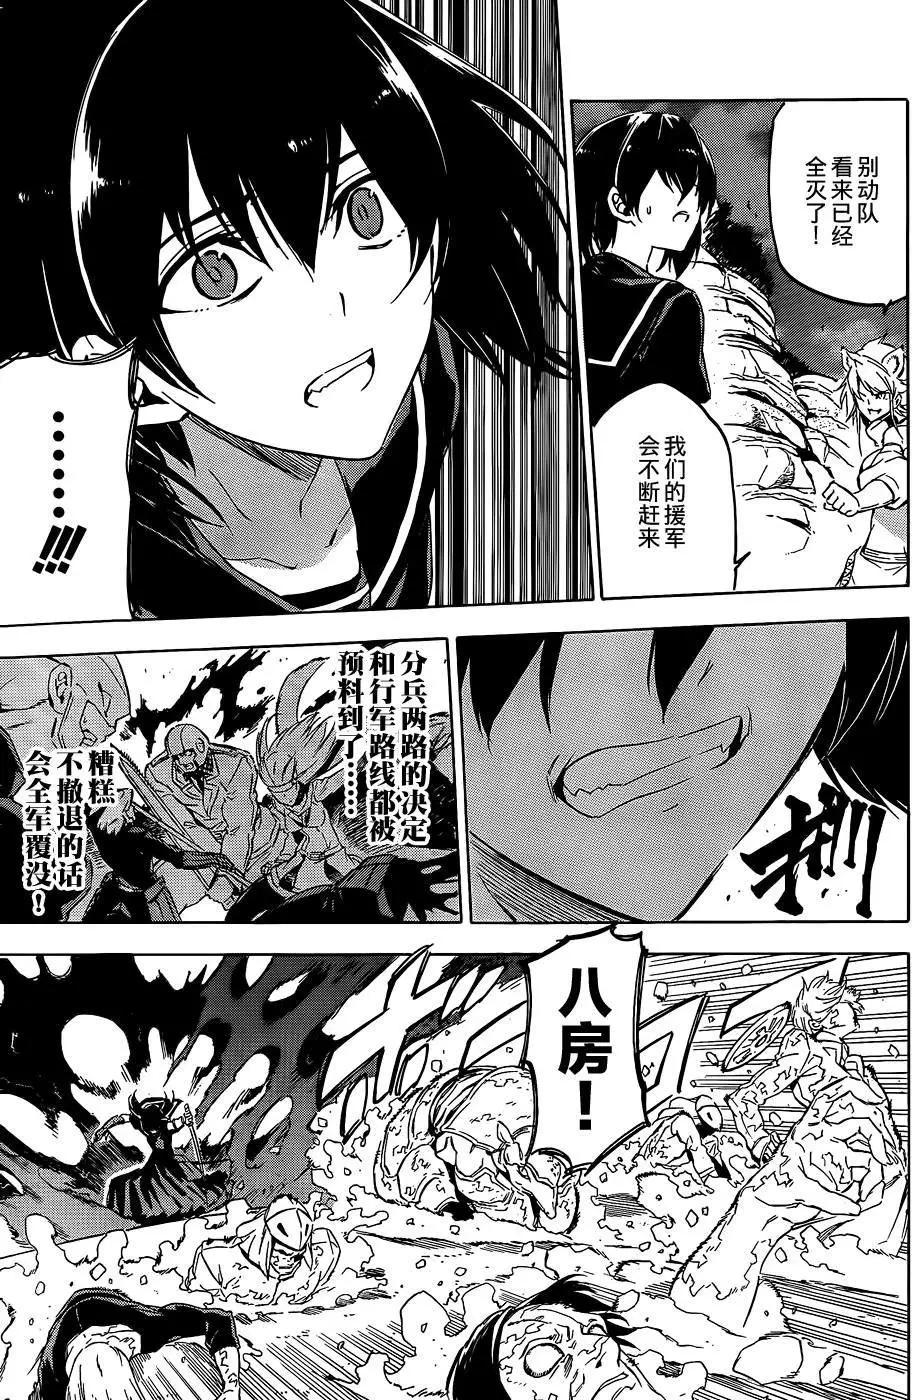 别动队
看来已经
全灭了！
我们的援军
会不断赶来
……
!!!
分兵两路的决定
和行军路线都被
预料到了……
糟糕
不撤退的话
会全军覆没！
八房！